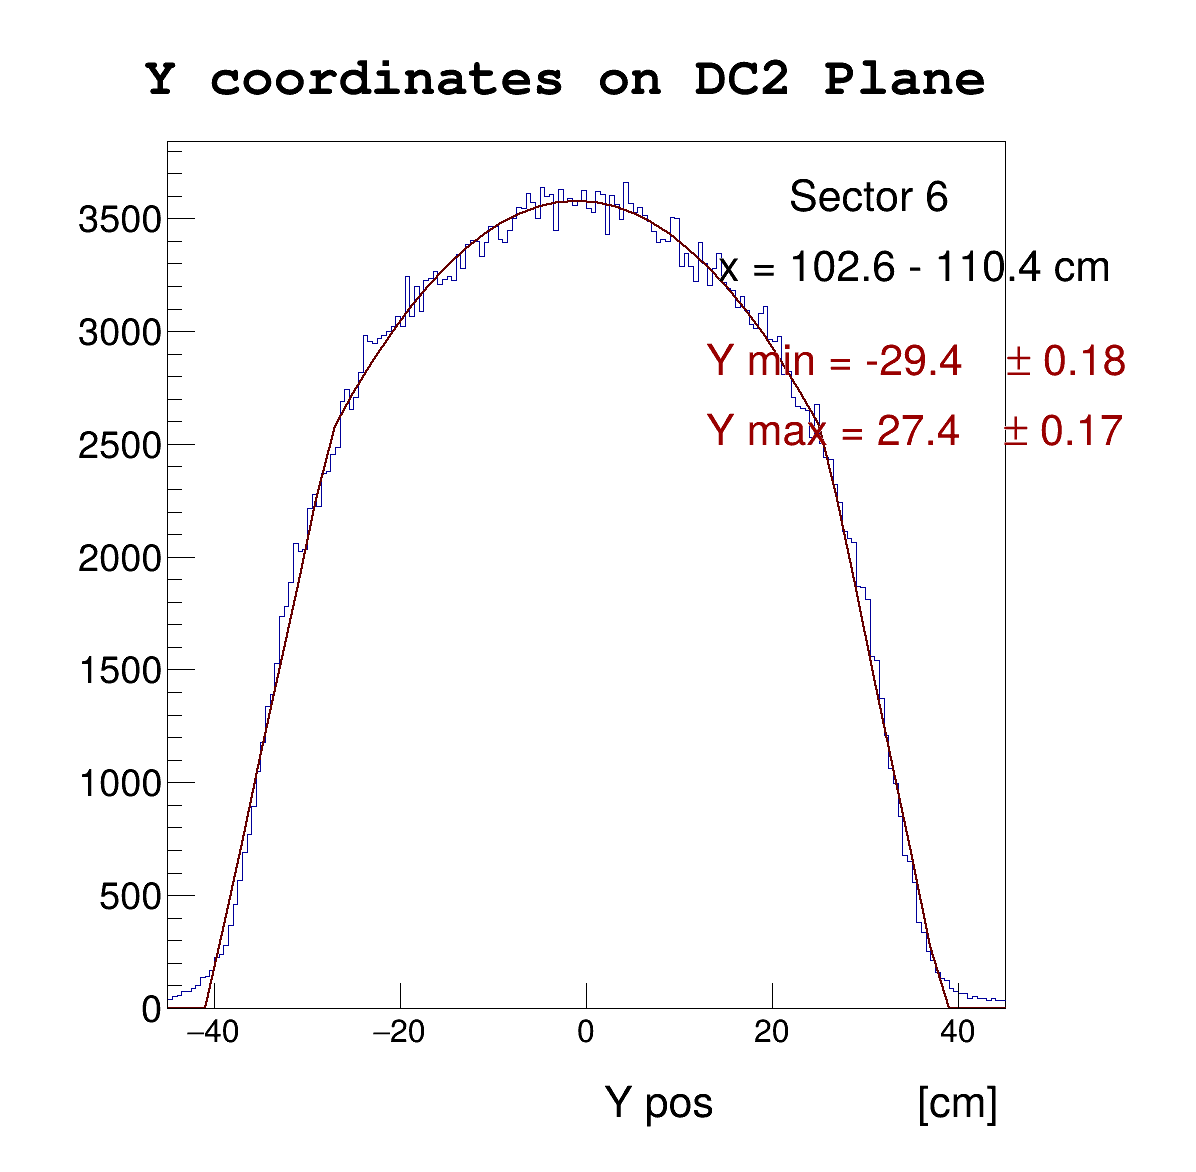 Y coordinates on DC2 Plane
Sector 6
x = 102.6 - 110.4 cm
Y min = -29.4 ± 0.18
Y max = 27.4 ± 0.17
3500
3000
2500
2000
1500
1000
500
0
−40 −20 0 20 40
Y pos [cm]